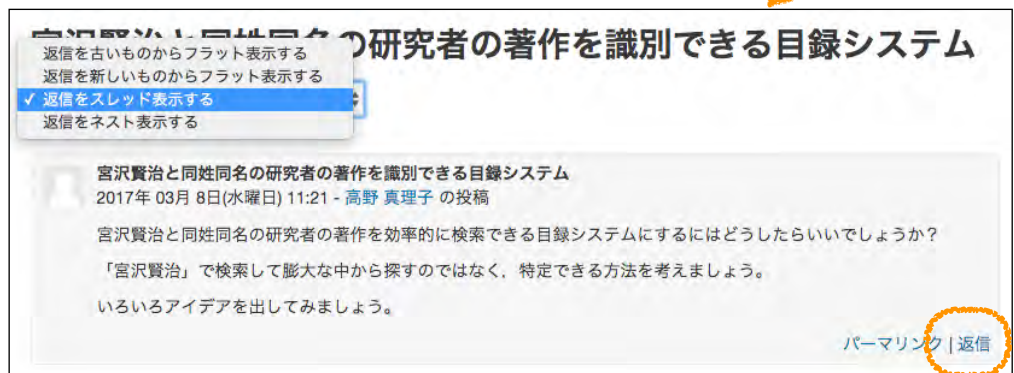 宮沢賢治と同姓同名の研究者の著作を識別できる目録システム
返信を古いものからフラット表示する
返信を新しいものからフラット表示する
✓ 返信をスレッド表示する
返信をネスト表示する
宮沢賢治と同姓同名の研究者の著作を識別できる目録システム
2017年 03月 8日(水曜日) 11:21 - 高野 真理子 の投稿
宮沢賢治と同姓同名の研究者の著作を効率的に検索できる目録システムにするにはどうしたらいいでしょうか？
「宮沢賢治」で検索して膨大な中から探すのではなく，特定できる方法を考えましょう。
いろいろアイデアを出してみましょう。
パーマリンク | 返信